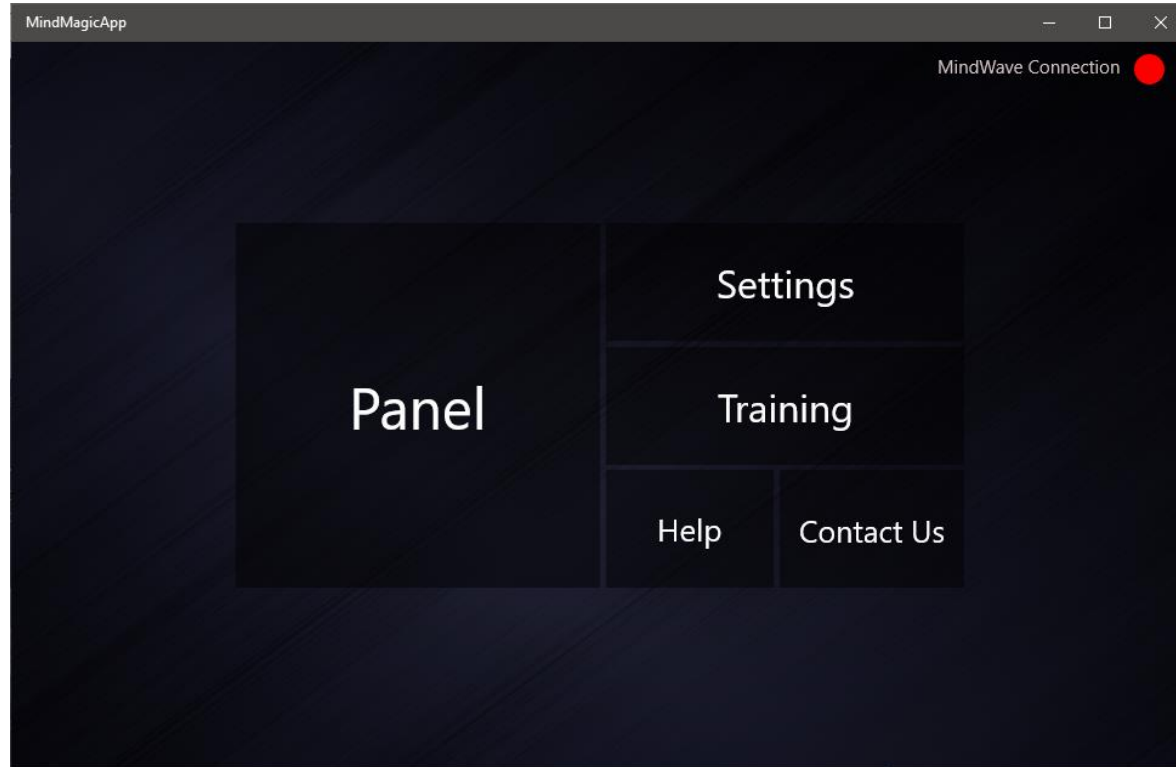 MindMagicApp
MindWave Connection
Panel
Settings
Training
Help
Contact Us